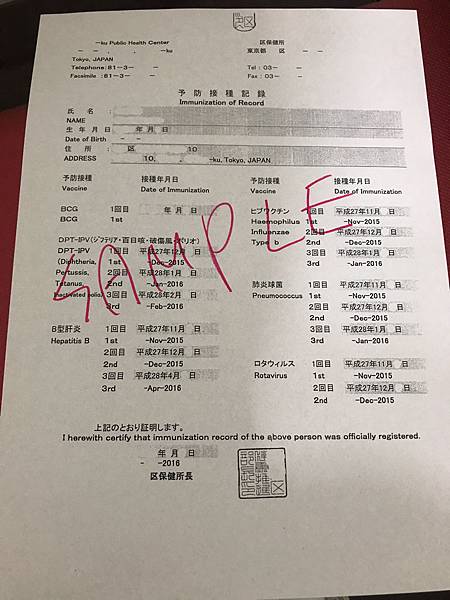 -ku Public Health Center
-ku
Tokyo, JAPAN
Telephone:81-3- -
Facsimile :81-3- -
区保健所
東京都 区 - -
Tel : 03- -
Fax : 03- -
予防接種記録
Immunization of Record
氏 名 :
NAME
生年月日 年 月 日
Date of Birth - -
住 所 : 区 10
ADDRESS 10, , -ku, Tokyo, JAPAN
予防接種 接種年月日
Vaccine Date of Immunization
BCG 1回目 年 月 日
BCG 1st
DPT-IPV(ジフテリア・百日咳・破傷風・ポリオ)
DPT-IPV 1回目 平成27年12月 日
(Diphtheria, 1st -Dec-2015
Pertussis, 2回目 平成28年1月 日
Tetanus, 2nd -Jan-2016
Inactivated polio) 3回目 平成28年2月 日
3rd -Feb-2016
B型肝炎 1回目 平成27年11月 日
Hepatitis B 1st -Nov-2015
2回目 平成27年12月 日
2nd -Dec-2015
3回目 平成28年4月 日
3rd -Apr-2016
予防接種 接種年月日
Vaccine Date of Immunization
ヒブワクチン 1回目 平成27年11月 日
Haemophilus 1st -Nov-2015
Influenzae 2回目 平成27年12月 日
Type b 2nd -Dec-2015
3回目 平成28年1月 日
3rd -Jan-2016
肺炎球菌 1回目 平成27年11月 日
Pneumococcus 1st -Nov-2015
2回目 平成27年12月 日
2nd -Dec-2015
3回目 平成28年1月 日
3rd -Jan-2016
ロタウィルス 1回目 平成27年11月 日
Rotavirus 1st -Nov-2015
2回目 平成27年12月 日
2nd -Dec-2015
SAMPLE
上記のとおり証明します。
I herewith certify that immunization record of the above person was officially registered.
年 月 日
- -2016
区保健所長